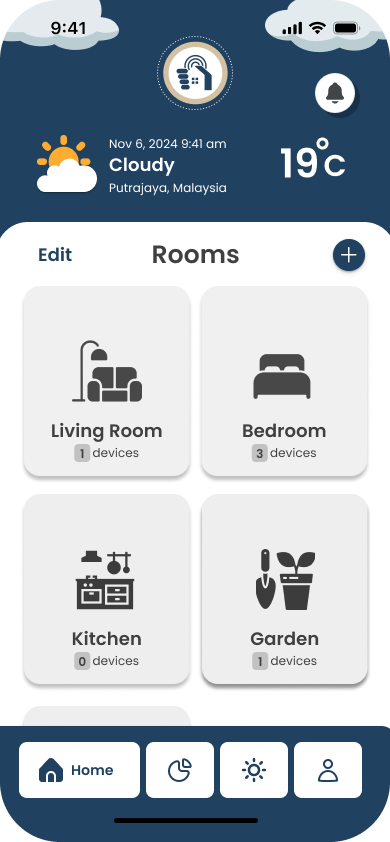 9:41
Nov 6, 2024 9:41 am
Cloudy
Putrajaya, Malaysia
19°C
Edit
Rooms
Living Room
1 devices
Bedroom
3 devices
Kitchen
0 devices
Garden
1 devices
Home